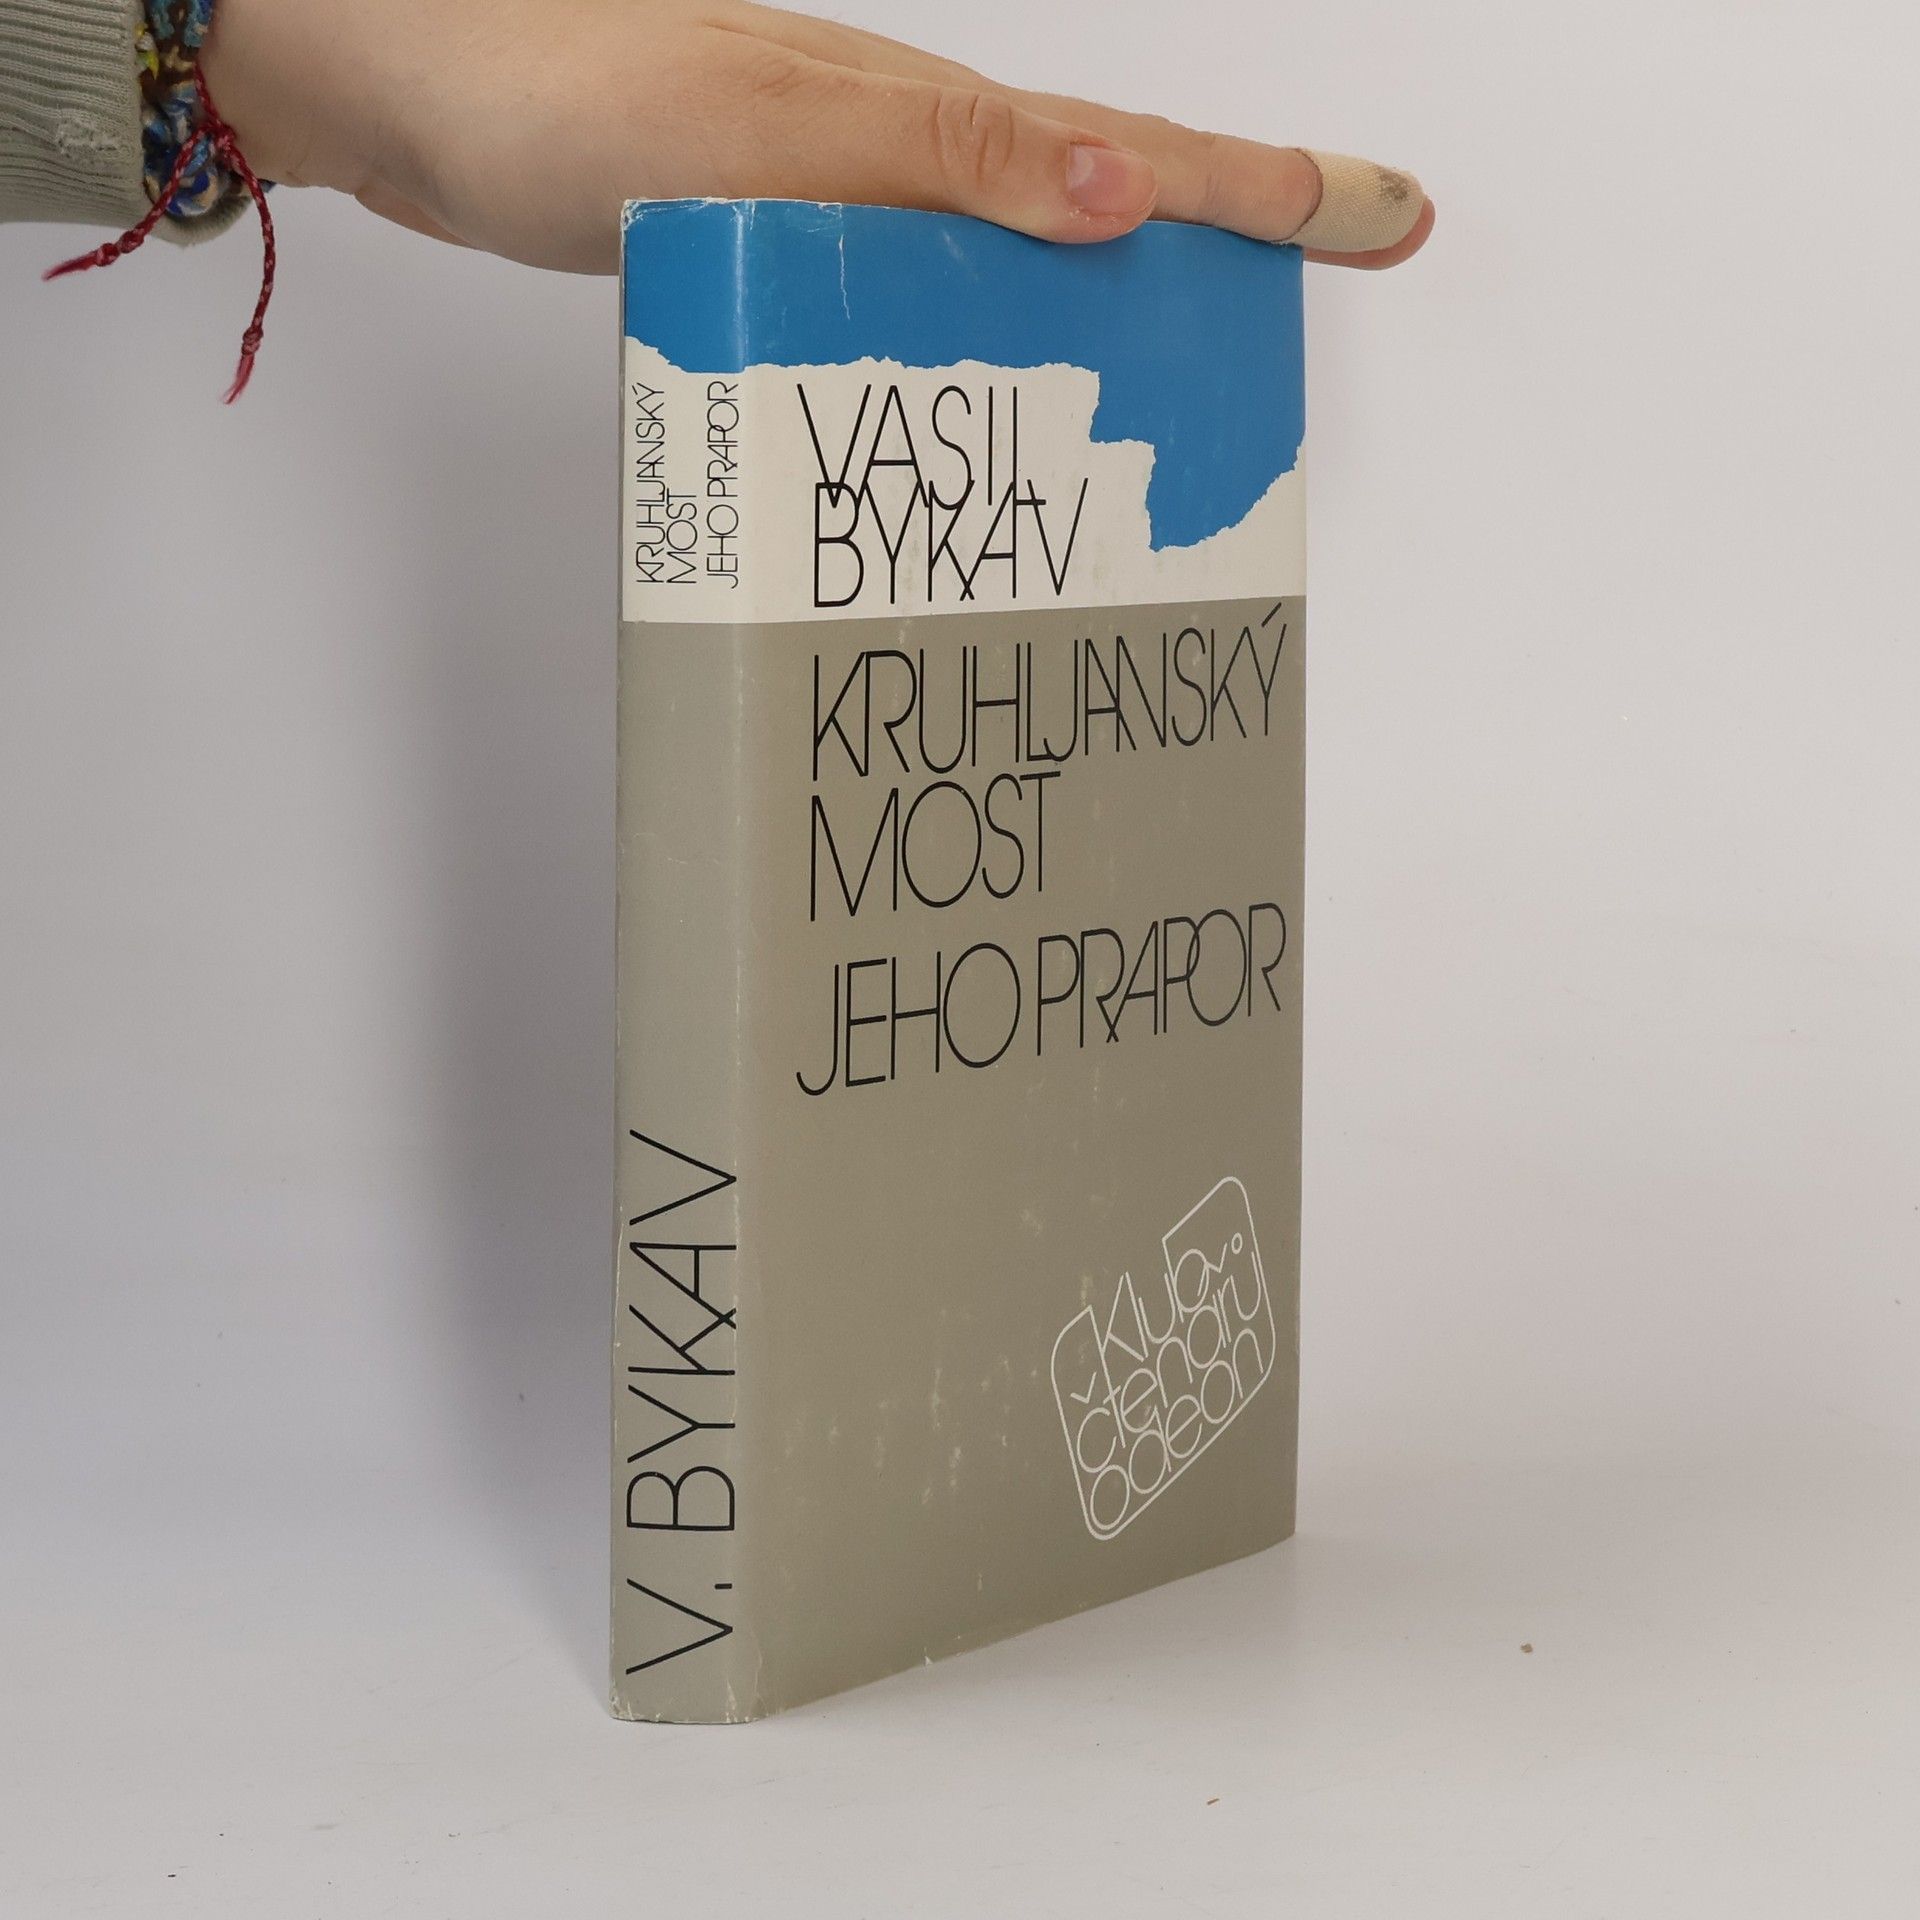 KRUHLJANSKÝ
MOST
JEHO PRAPOR
V. BYKAV
VASIL
BYKAV
KRUHLJANSKÝ
MOST
JEHO PRAPOR
klub
čtenářů
odeon